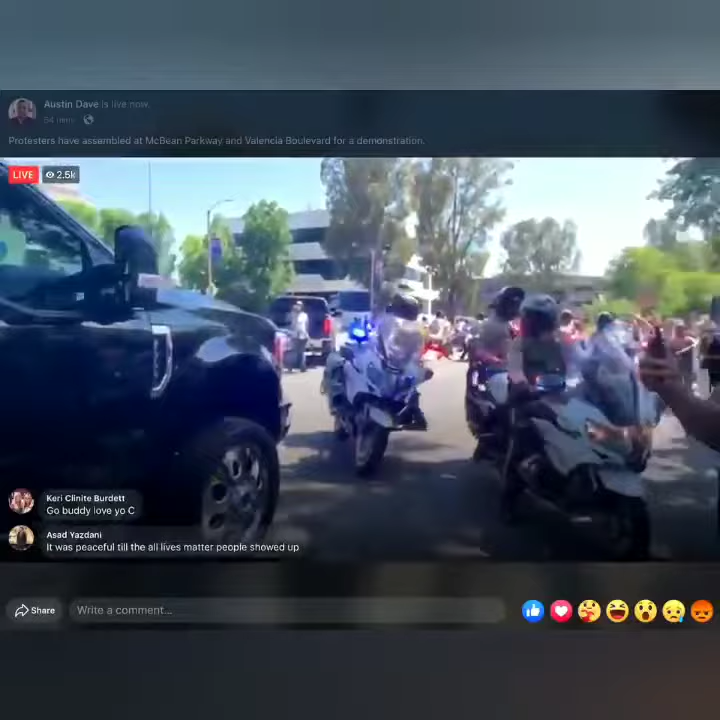 Austin Dave is live now.
54 mins
Protesters have assembled at McBean Parkway and Valencia Boulevard for a demonstration.
LIVE 2.5k
Keri Clinite Burdett
Go buddy love yo C
Asad Yazdani
It was peaceful till the all lives matter people showed up
Share
Write a comment...